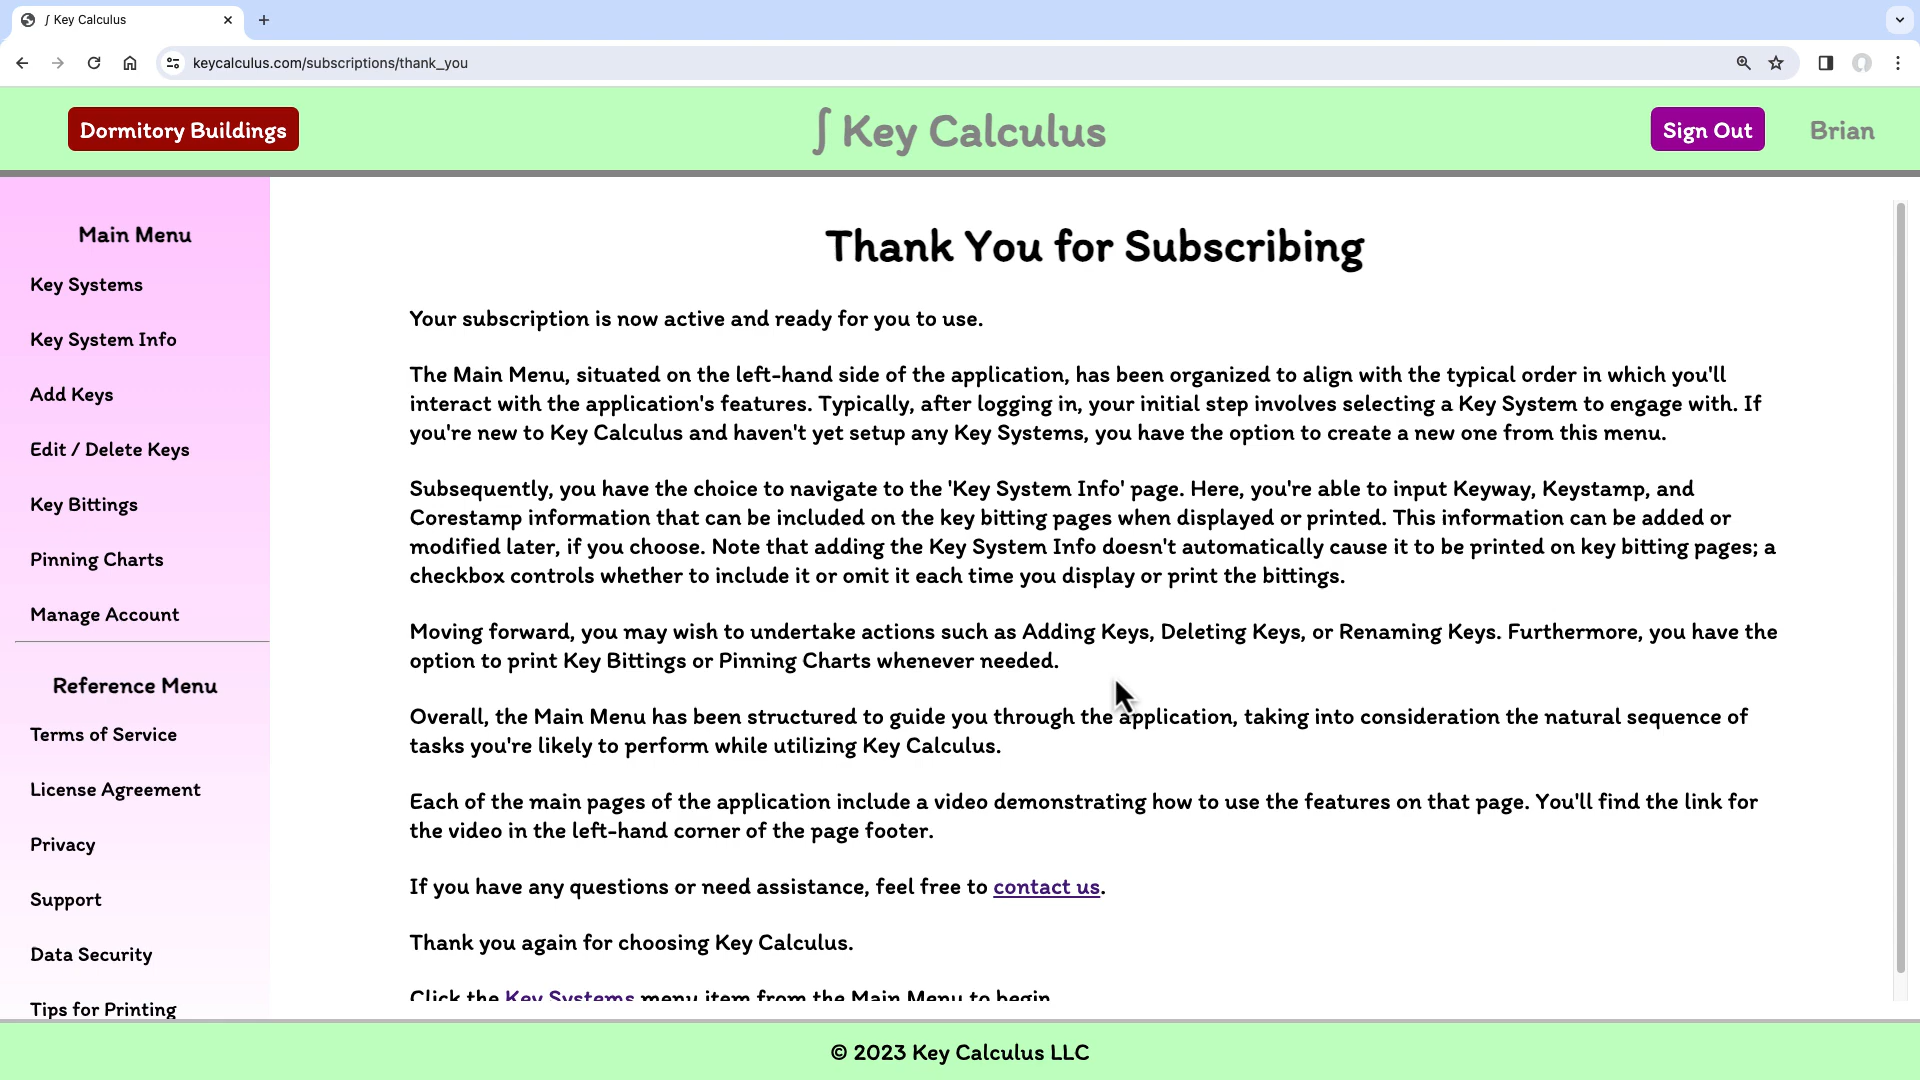 ∫ Key Calculus
keycalculus.com/subscriptions/thank_you
Dormitory Buildings
∫ Key Calculus
Sign Out
Brian
Main Menu
Key Systems
Key System Info
Add Keys
Edit / Delete Keys
Key Bittings
Pinning Charts
Manage Account
Reference Menu
Terms of Service
License Agreement
Privacy
Support
Data Security
Tips for Printing
Thank You for Subscribing
Your subscription is now active and ready for you to use.
The Main Menu, situated on the left-hand side of the application, has been organized to align with the typical order in which you'll
interact with the application's features. Typically, after logging in, your initial step involves selecting a Key System to engage with. If
you're new to Key Calculus and haven't yet setup any Key Systems, you have the option to create a new one from this menu.
Subsequently, you have the choice to navigate to the 'Key System Info' page. Here, you're able to input Keyway, Keystamp, and
Corestamp information that can be included on the key bitting pages when displayed or printed. This information can be added or
modified later, if you choose. Note that adding the Key System Info doesn't automatically cause it to be printed on key bitting pages; a
checkbox controls whether to include it or omit it each time you display or print the bittings.
Moving forward, you may wish to undertake actions such as Adding Keys, Deleting Keys, or Renaming Keys. Furthermore, you have the
option to print Key Bittings or Pinning Charts whenever needed.
Overall, the Main Menu has been structured to guide you through the application, taking into consideration the natural sequence of
tasks you're likely to perform while utilizing Key Calculus.
Each of the main pages of the application include a video demonstrating how to use the features on that page. You'll find the link for
the video in the left-hand corner of the page footer.
If you have any questions or need assistance, feel free to contact us.
Thank you again for choosing Key Calculus.
Click the Key Systems menu item from the Main Menu to begin
© 2023 Key Calculus LLC